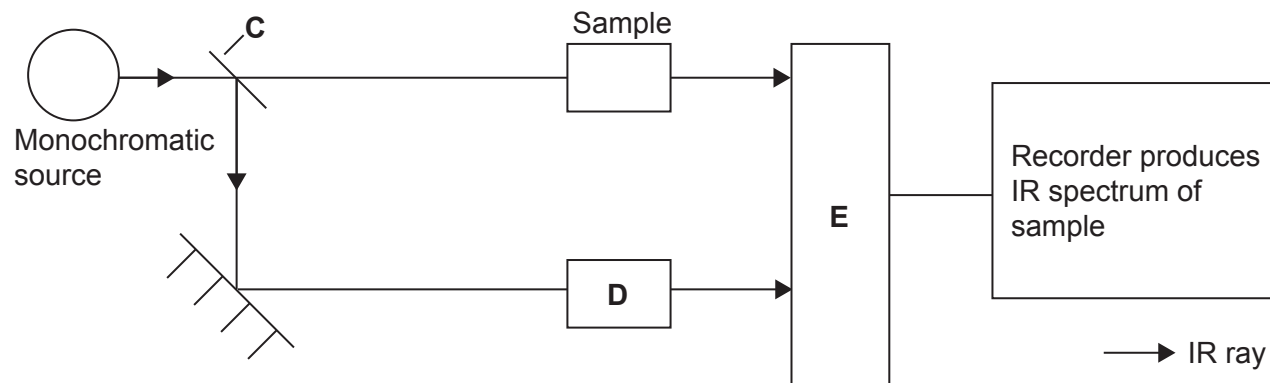 C
Sample
Monochromatic
source
Recorder produces
IR spectrum of
sample
E
D
IR ray